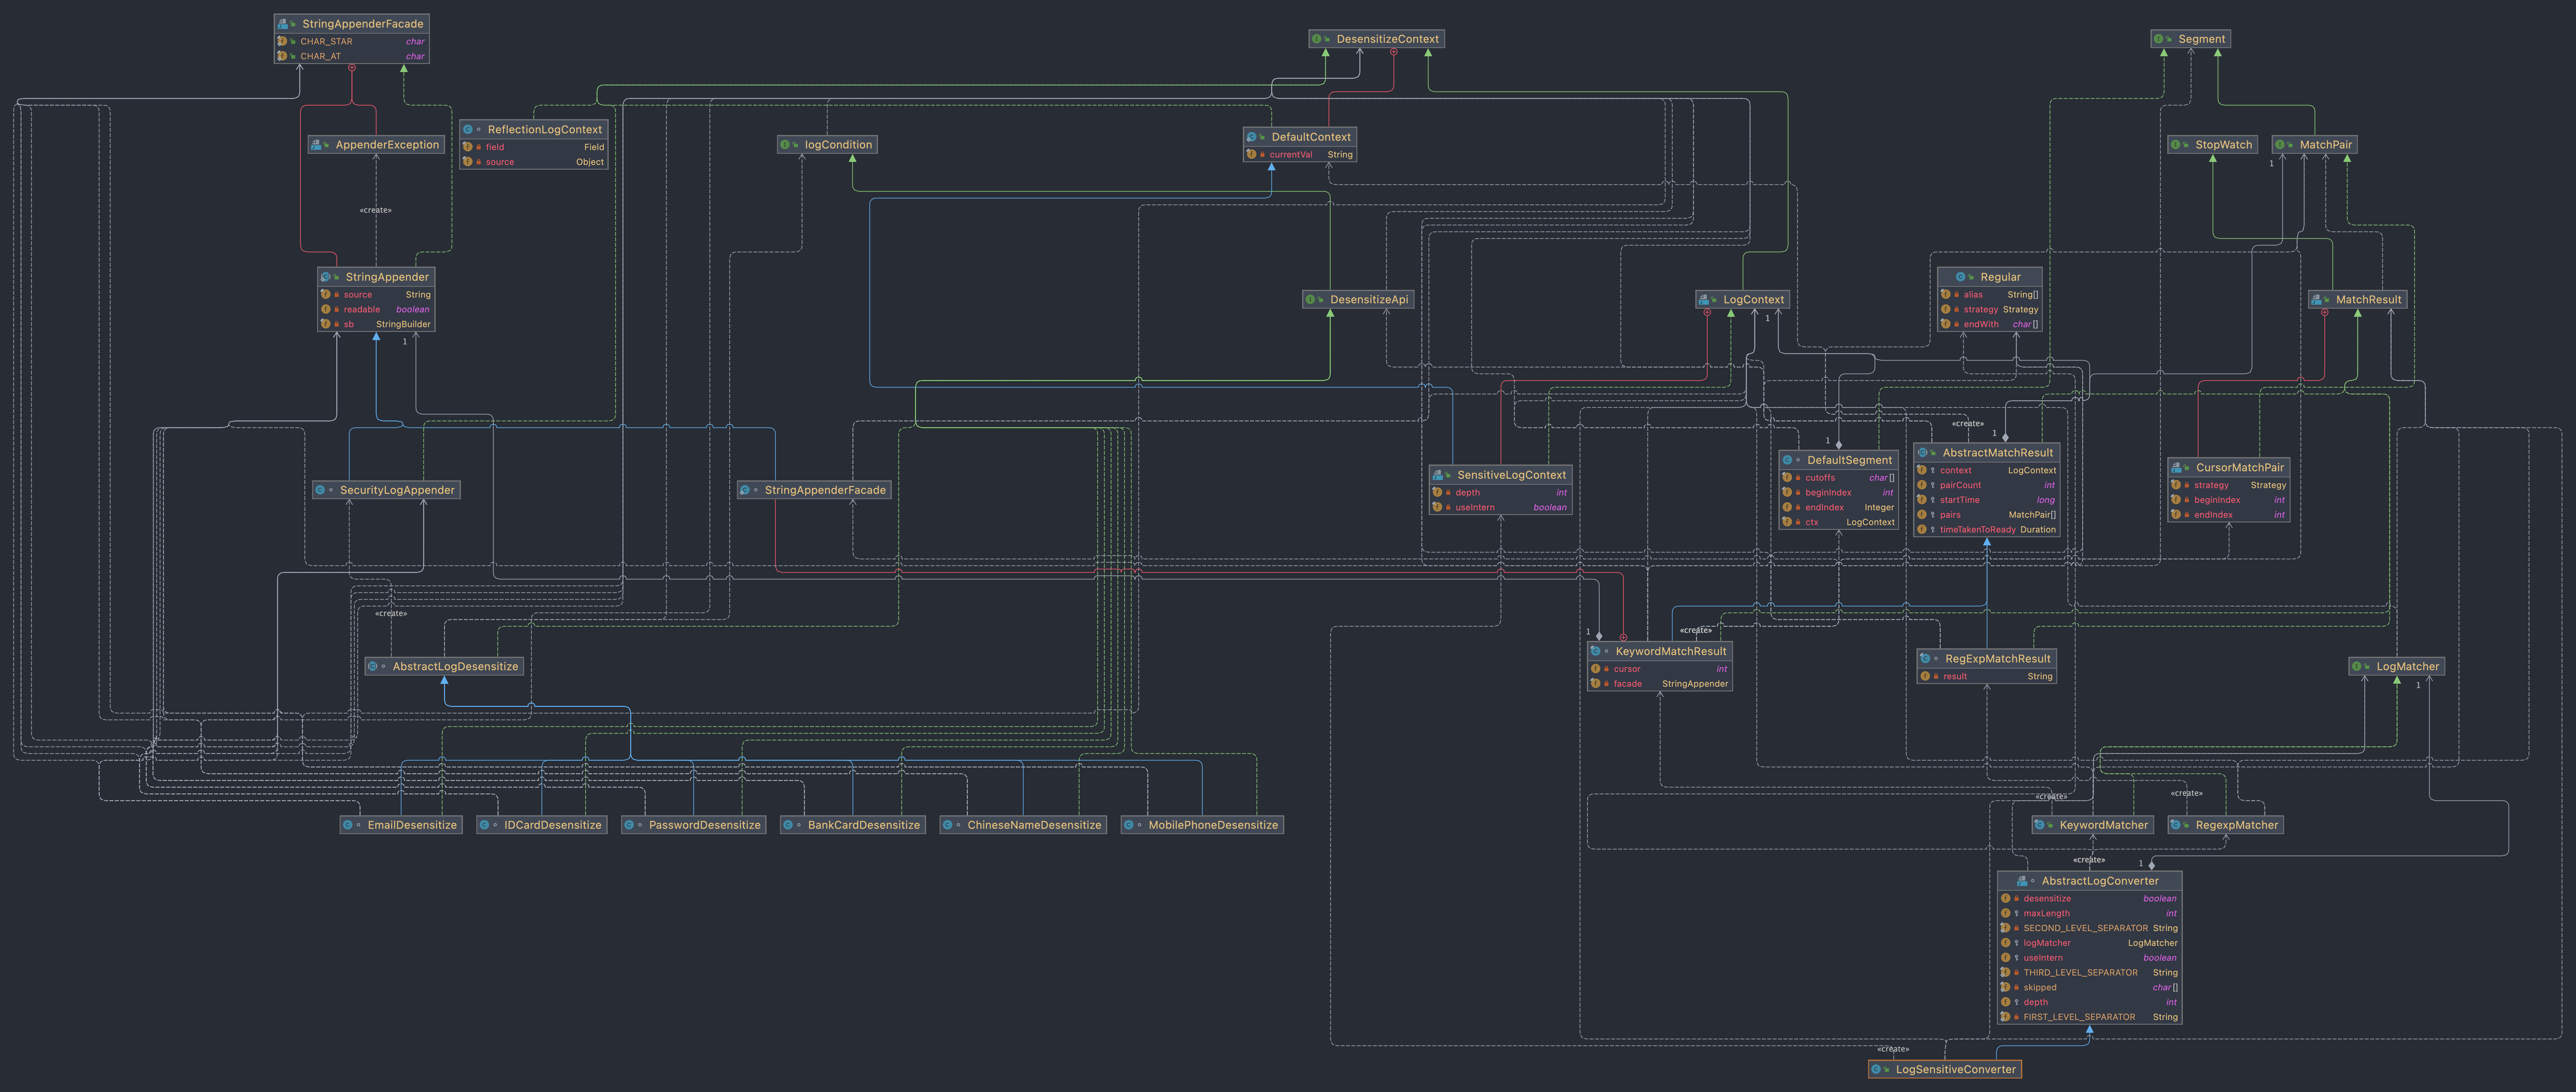 StringAppenderFacade
CHAR_STAR char
CHAR_AT char
DesensitizeContext
Segment
AppenderException
ReflectionLogContext
field Field
source Object
logCondition
DefaultContext
currentVal String
StopWatch
MatchPair
1
«create»
StringAppender
source String
readable boolean
sb StringBuilder
1
DesensitizeApi
LogContext
1
Regular
alias String[]
strategy Strategy
endWith char[]
MatchResult
SecurityLogAppender
StringAppenderFacade
SensitiveLogContext
depth int
useIntern boolean
1
DefaultSegment
cutoffs char[]
beginIndex int
endIndex Integer
ctx LogContext
«create»
1
AbstractMatchResult
context LogContext
pairCount int
startTime long
pairs MatchPair[]
timeTakenToReady Duration
CursorMatchPair
strategy Strategy
beginIndex int
endIndex int
«create»
AbstractLogDesensitize
1
«create»
KeywordMatchResult
cursor int
facade StringAppender
RegExpMatchResult
result String
LogMatcher
1
EmailDesensitize
IDCardDesensitize
PasswordDesensitize
BankCardDesensitize
ChineseNameDesensitize
MobilePhoneDesensitize
«create»
«create»
KeywordMatcher
RegexpMatcher
«create»
1
AbstractLogConverter
desensitize boolean
maxLength int
SECOND_LEVEL_SEPARATOR String
logMatcher LogMatcher
useIntern boolean
THIRD_LEVEL_SEPARATOR String
skipped char[]
depth int
FIRST_LEVEL_SEPARATOR String
«create»
LogSensitiveConverter